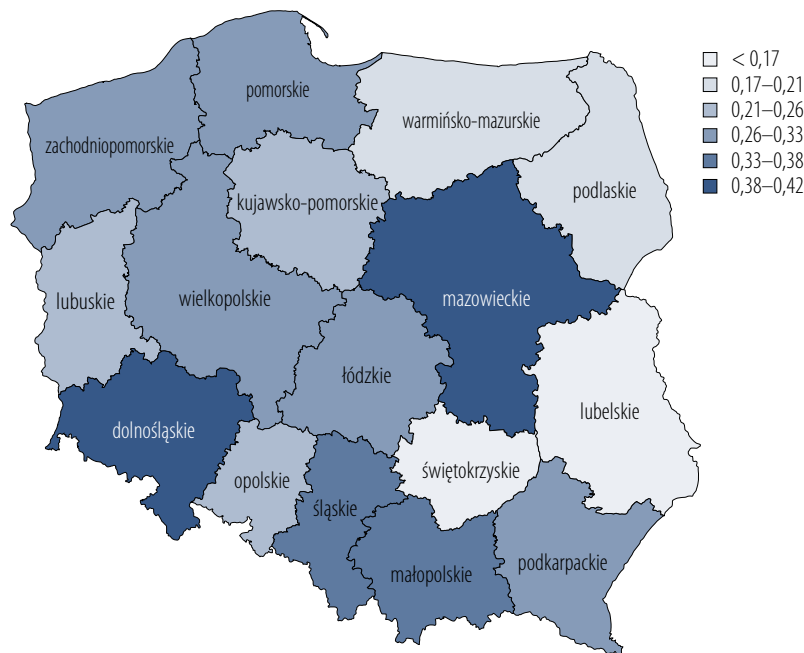 pomorskie
warmińsko-mazurskie
zachodniopomorskie
podlaskie
kujawsko-pomorskie
lubuskie
wielkopolskie
mazowieckie
łódzkie
lubelskie
dolnośląskie
opolskie
świętokrzyskie
śląskie
małopolskie
podkarpackie
< 0,17
0,17–0,21
0,21–0,26
0,26–0,33
0,33–0,38
0,38–0,42